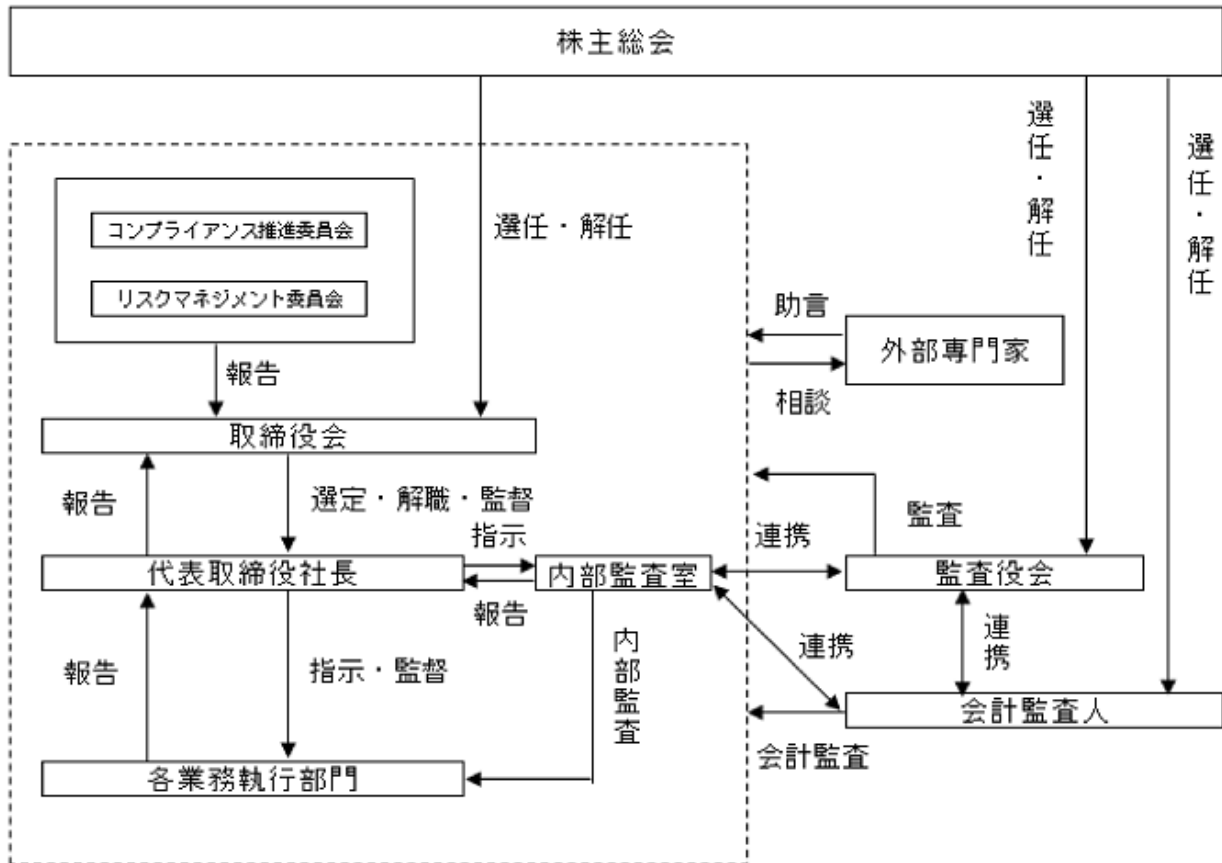 株主総会
選任・解任
選任・解任
選任・解任
コンプライアンス推進委員会
リスクマネジメント委員会
報告
助言
外部専門家
相談
取締役会
報告
選定・解職・監督
監査
指示
連携
代表取締役社長
内部監査室
監査役会
報告
報告
指示・監督
内部監査
連携
連携
会計監査人
会計監査
各業務執行部門